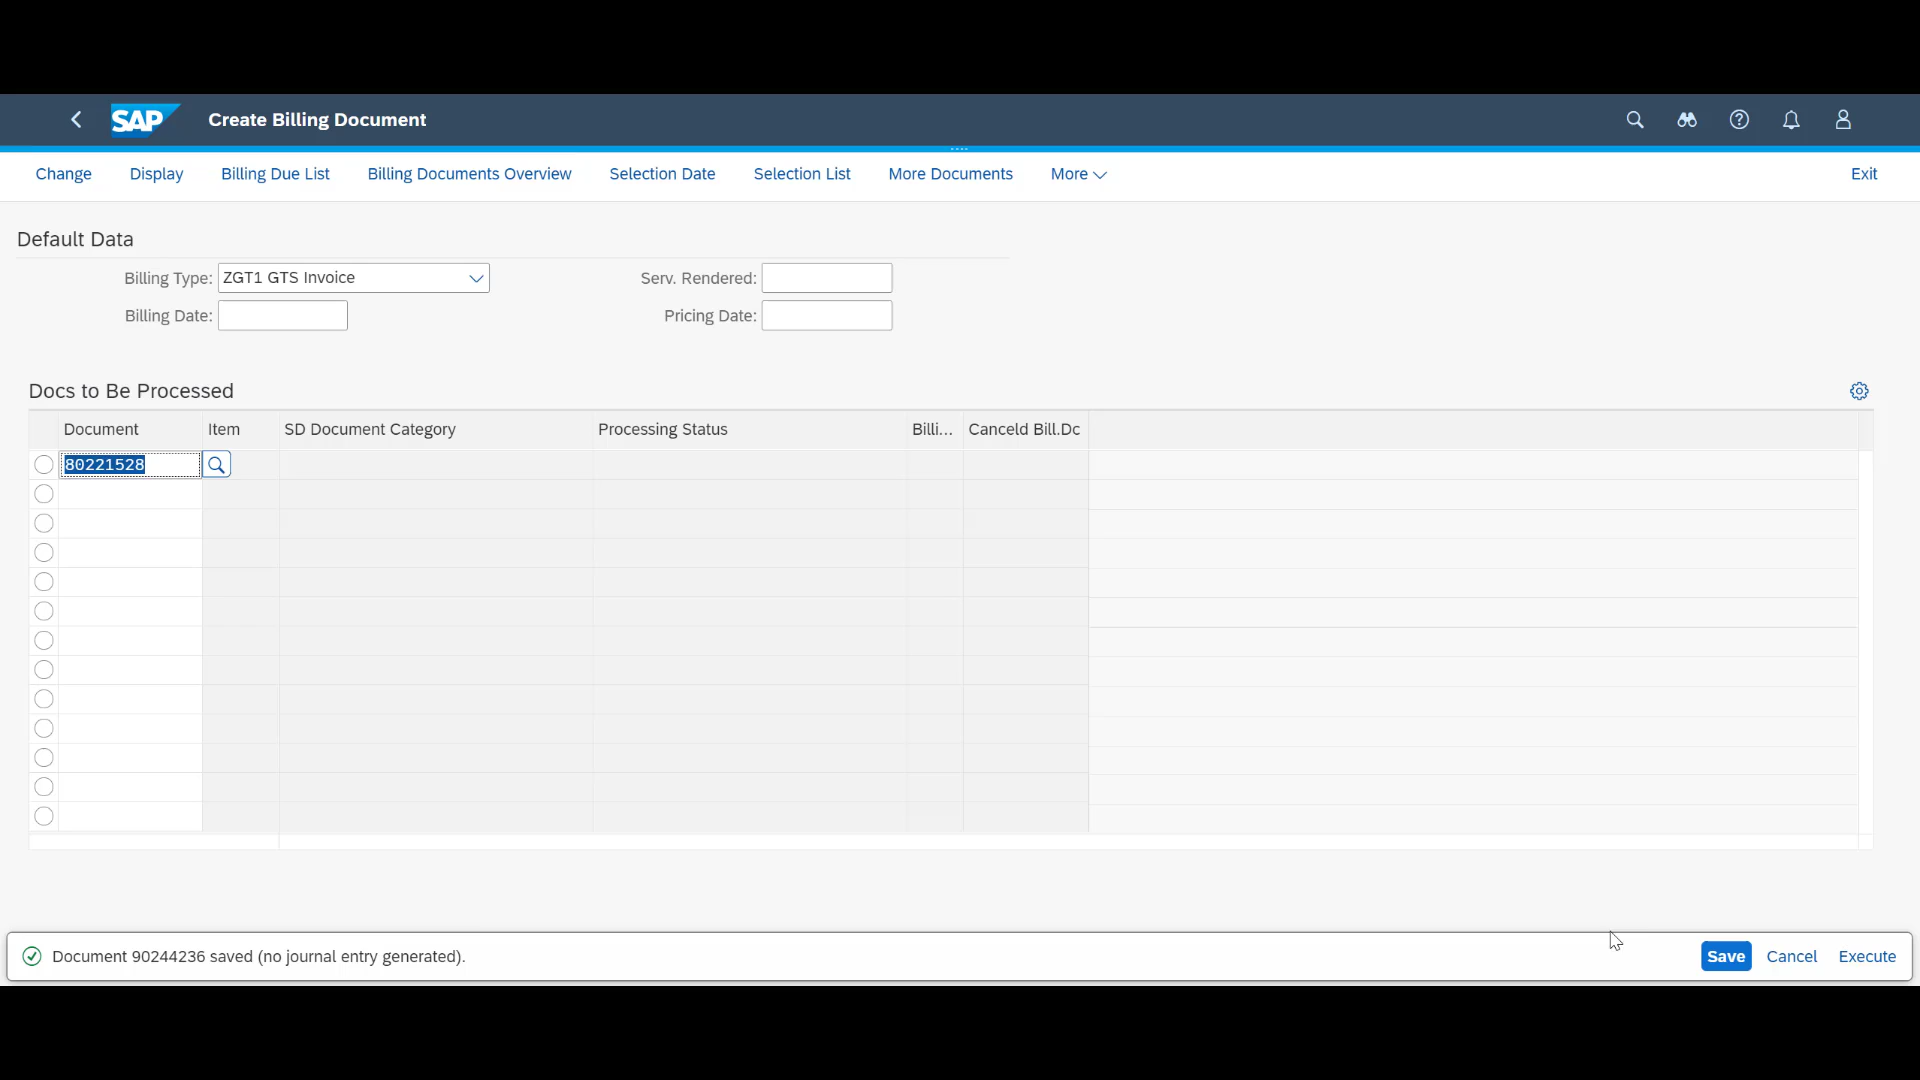 SAP Create Billing Document
Change Display Billing Due List Billing Documents Overview Selection Date Selection List More Documents More Exit
Default Data
Billing Type: ZGT1 GTS Invoice Serv. Rendered:
Billing Date: Pricing Date:
Docs to Be Processed
Document Item SD Document Category Processing Status Billi... Canceld Bill.Dc
80221528
Document 90244236 saved (no journal entry generated). Save Cancel Execute